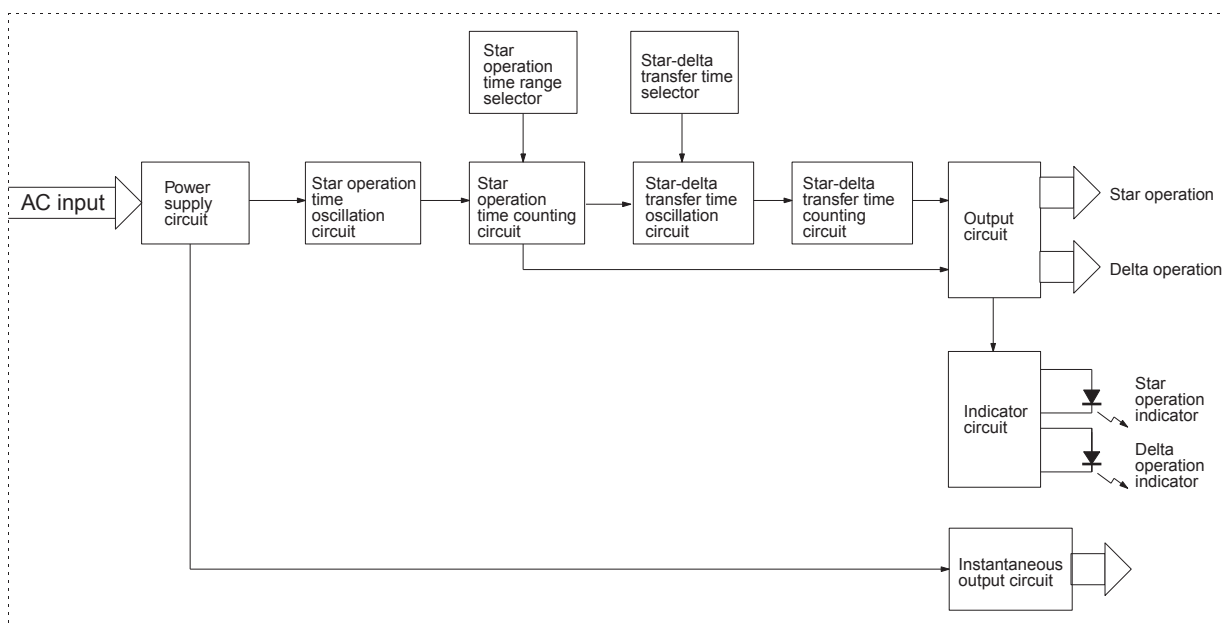 Star
operation
time range
selector
Star-delta
transfer time
selector
AC input
Power
supply
circuit
Star operation
time
oscillation
circuit
Star
operation
time counting
circuit
Star-delta
transfer time
oscillation circuit
Star-delta
transfer time
counting
circuit
Output
circuit
Star operation
Delta operation
Indicator
circuit
Star
operation
indicator
Delta
operation
indicator
Instantaneous
output circuit